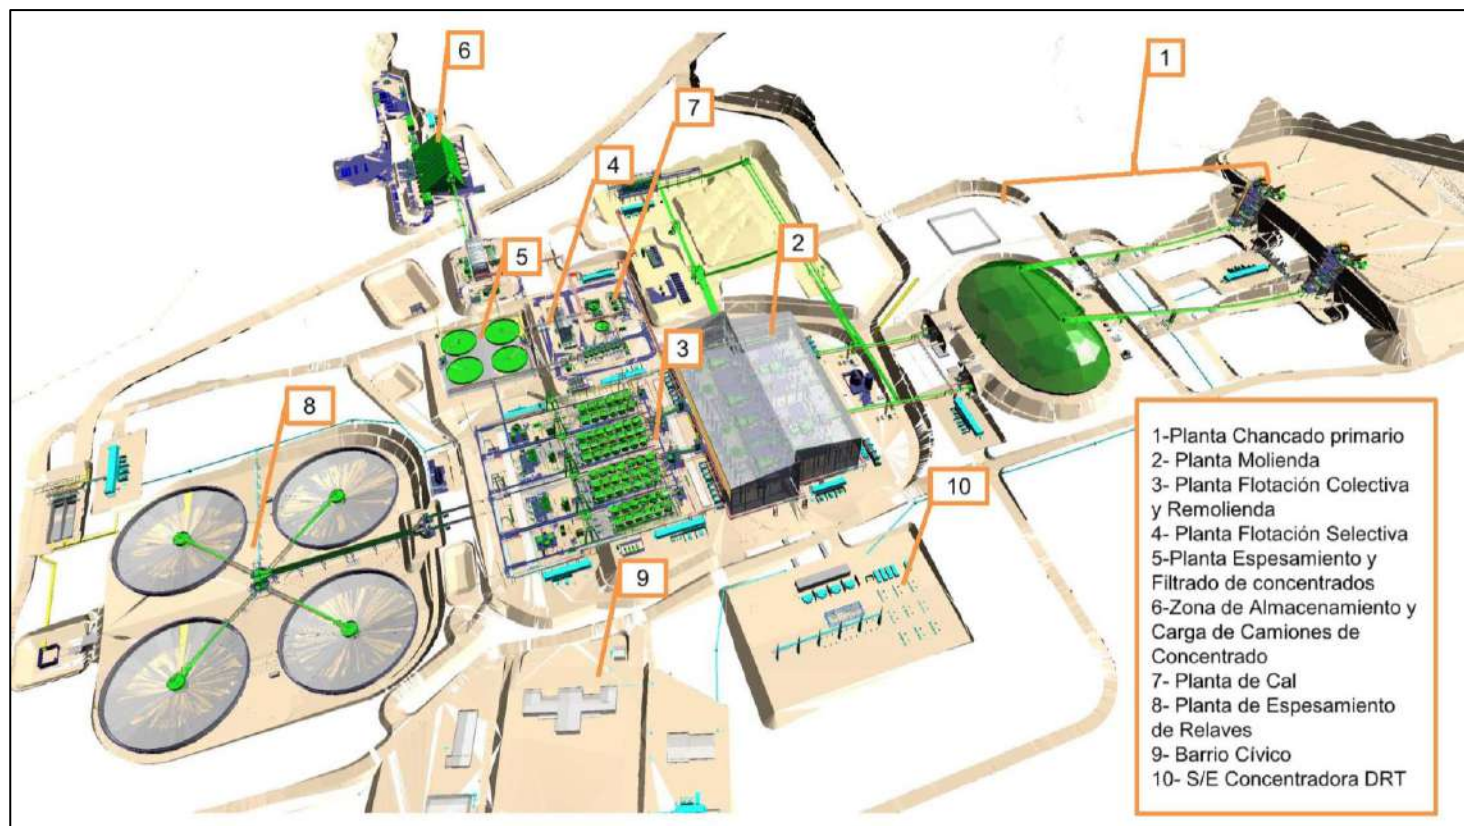 6
1
7
4
2
5
3
8
10
9
1-Planta Chancado primario
2- Planta Molienda
3- Planta Flotación Colectiva
y Remolienda
4- Planta Flotación Selectiva
5-Planta Espesamiento y
Filtrado de concentrados
6-Zona de Almacenamiento y
Carga de Camiones de
Concentrado
7- Planta de Cal
8- Planta de Espesamiento
de Relaves
9- Barrio Cívico
10- S/E Concentradora DRT